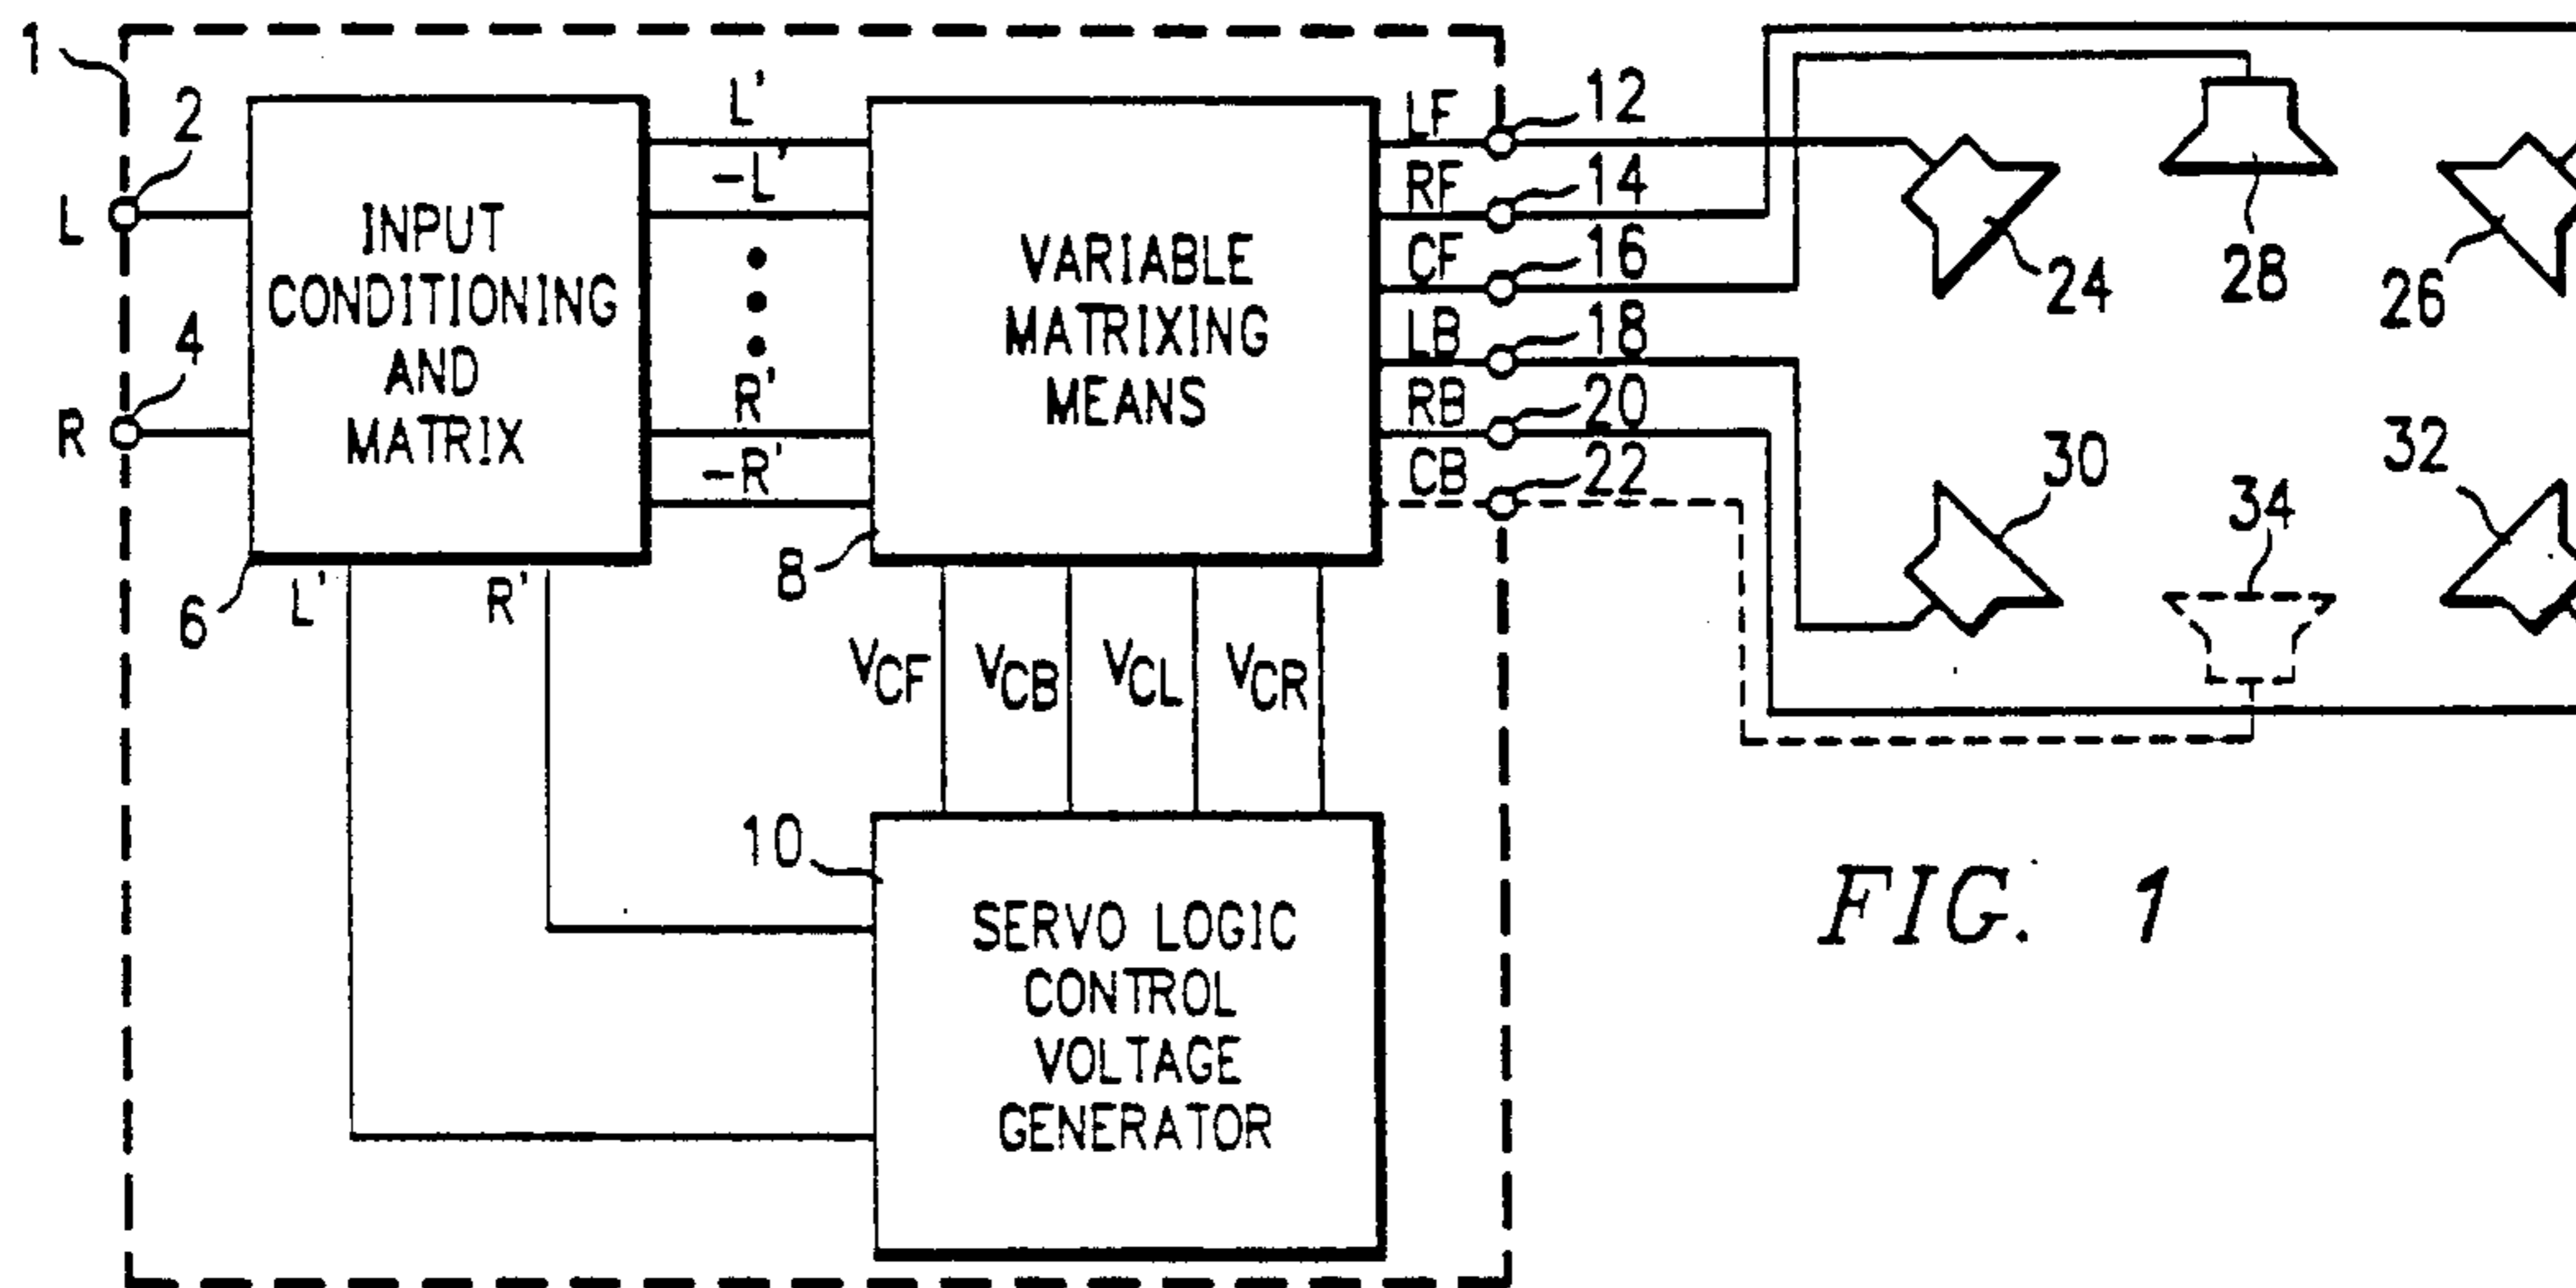 1
2
L
4
R
INPUT
CONDITIONING
AND
MATRIX
6
L'
-L'
R'
-R'
VARIABLE
MATRIXING
MEANS
8
LF
RF
CF
LB
RB
CB
12
14
16
18
20
22
24
28
26
30
34
32
L'
R'
VCF
VCB
VCL
VCR
10
SERVO LOGIC
CONTROL
VOLTAGE
GENERATOR
FIG. 1